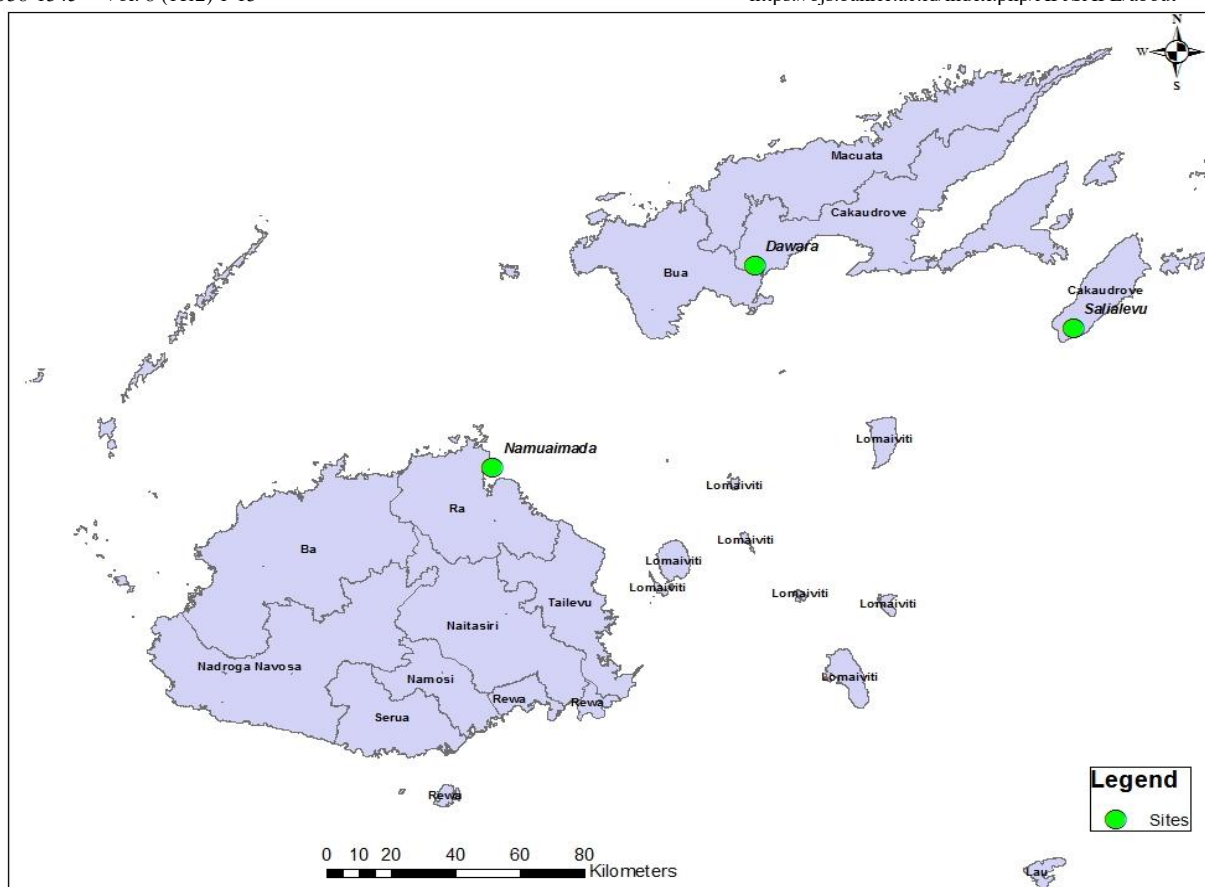 N
W
S
Macuata
Cakaudrove
Dawara
Bua
Cakaudrove
Salialevu
Namuaimada
Lomaiviti
Lomaiviti
Ra
Lomaiviti
Ba
Lomaiviti
Lomaiviti
Lomaiviti
Lomaiviti
Tailevu
Naitasiri
Nadroga Navosa
Lomaiviti
Namosi
Rewa
Rewa
Serua
Rewa
Legend
Sites
0 10 20 40 60 80
Kilometers
Lau